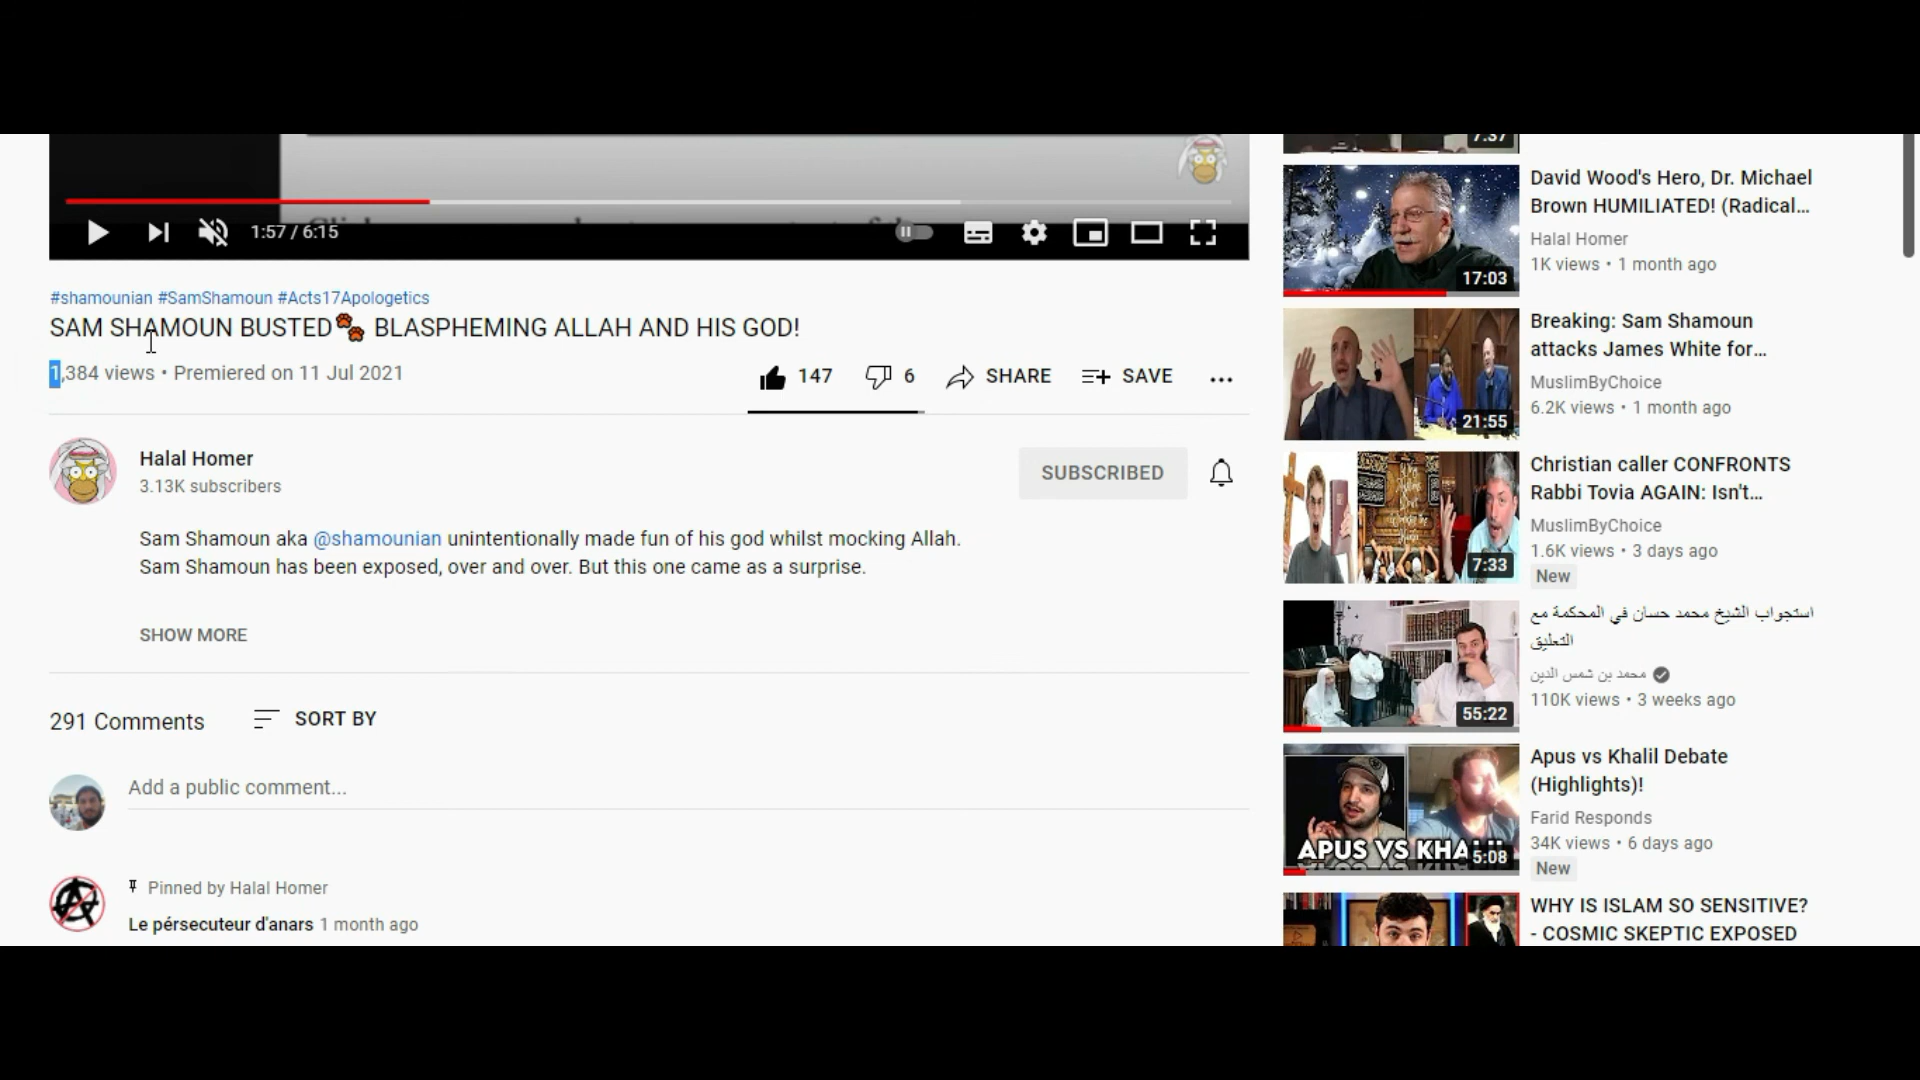 1:57 / 6:15
#shamounian #SamShamoun #Acts17Apologetics
SAM SHAMOUN BUSTED🐾 BLASPHEMING ALLAH AND HIS GOD!
1,384 views • Premiered on 11 Jul 2021
147
6
SHARE
SAVE
Halal Homer
3.13K subscribers
SUBSCRIBED
Sam Shamoun aka @shamounian unintentionally made fun of his god whilst mocking Allah.
Sam Shamoun has been exposed, over and over. But this one came as a surprise.
SHOW MORE
291 Comments
SORT BY
Add a public comment...
Pinned by Halal Homer
Le pérsecuteur d'anars 1 month ago
7:37
17:03
David Wood's Hero, Dr. Michael
Brown HUMILIATED! (Radical...
Halal Homer
1K views • 1 month ago
21:55
Breaking: Sam Shamoun
attacks James White for...
MuslimByChoice
6.2K views • 1 month ago
7:33
Christian caller CONFRONTS
Rabbi Tovia AGAIN: Isn't...
MuslimByChoice
1.6K views • 3 days ago
New
55:22
استجواب الشيخ محمد حسان في المحكمة مع
التعليق
محمد بن شمس الدين
110K views • 3 weeks ago
APUS VS KHA
5:08
Apus vs Khalil Debate
(Highlights)!
Farid Responds
34K views • 6 days ago
New
WHY IS ISLAM SO SENSITIVE?
- COSMIC SKEPTIC EXPOSED